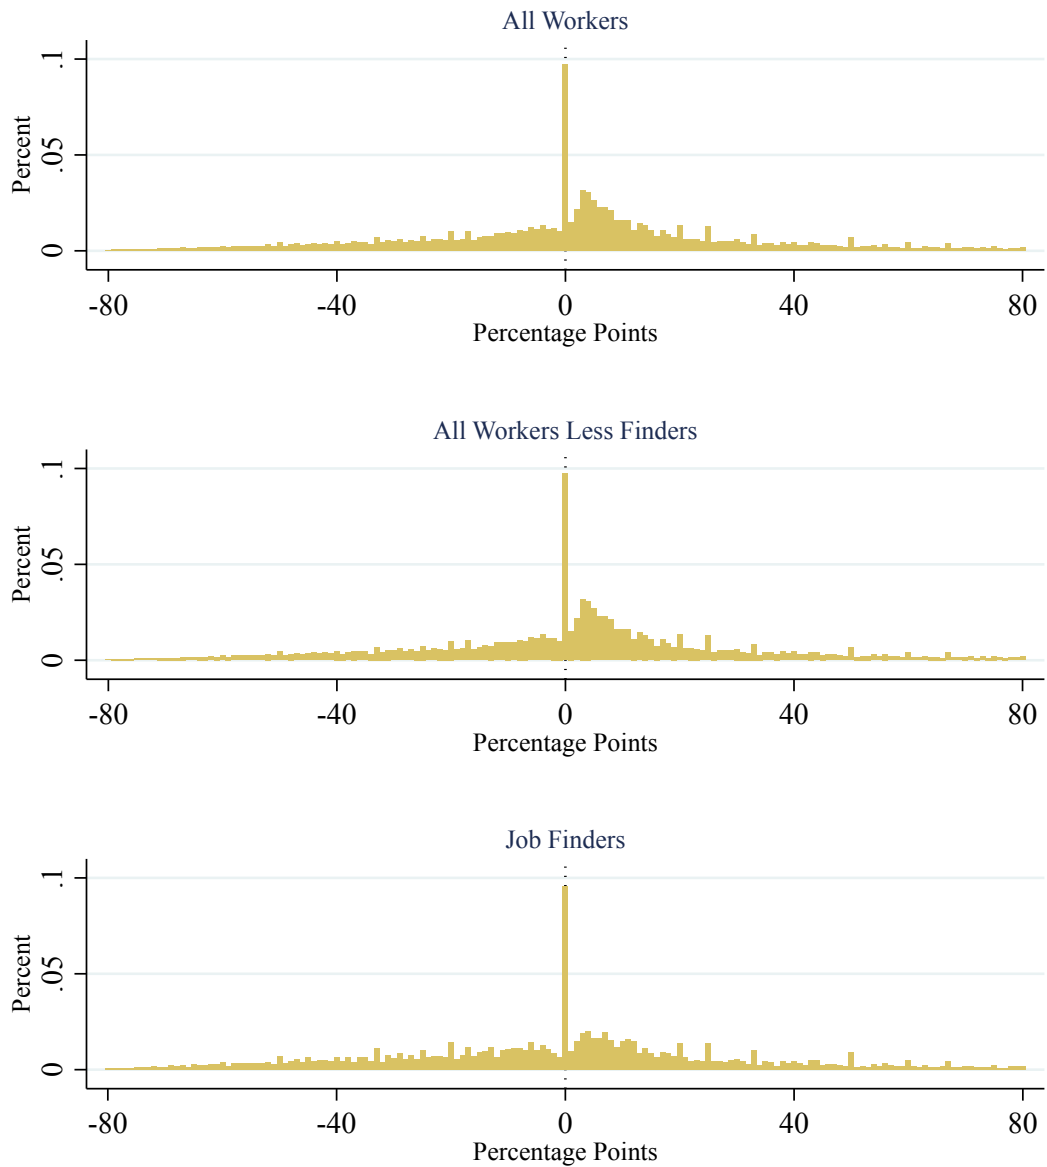 All Workers
Percent
.1
.05
0
-80 -40 0 40 80
Percentage Points
All Workers Less Finders
Percent
.1
.05
0
-80 -40 0 40 80
Percentage Points
Job Finders
Percent
.1
.05
0
-80 -40 0 40 80
Percentage Points